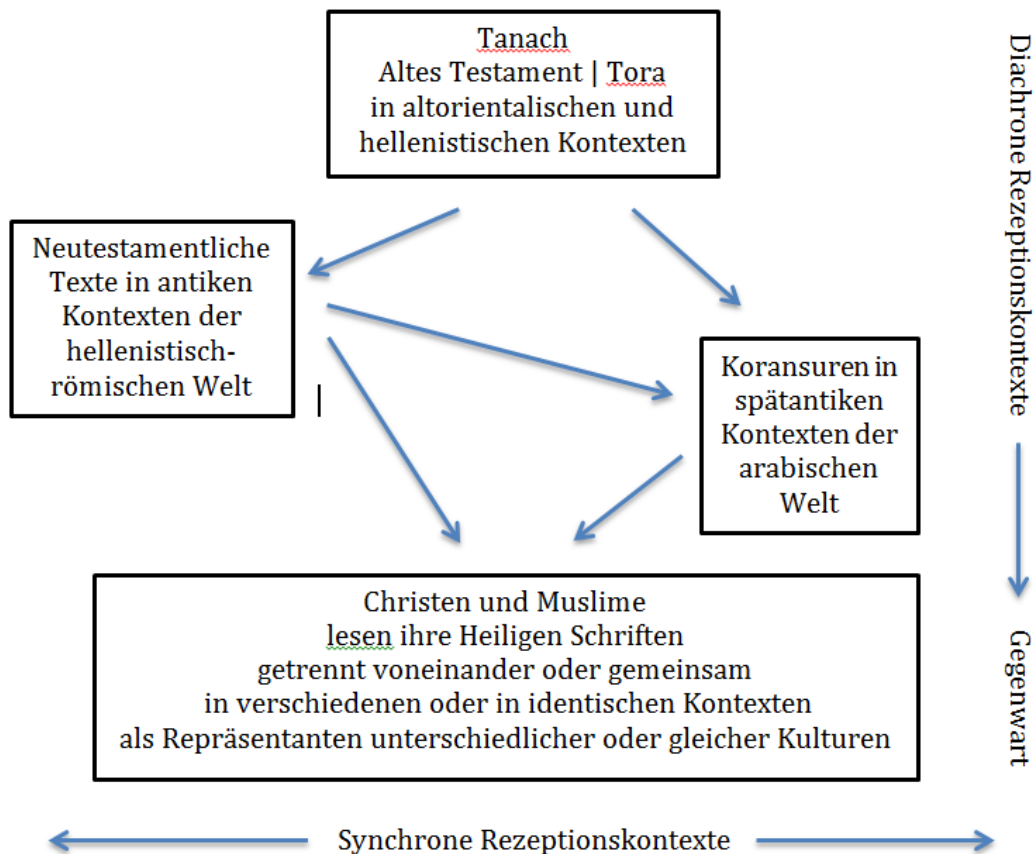 Tanach
Altes Testament | Tora
in altorientalischen und
hellenistischen Kontexten
Neutestamentliche
Texte in antiken
Kontexten der
hellenistisch-
römischen Welt
Koransuren in
spätantiken
Kontexten der
arabischen
Welt
Christen und Muslime
lesen ihre Heiligen Schriften
getrennt voneinander oder gemeinsam
in verschiedenen oder in identischen Kontexten
als Repräsentanten unterschiedlicher oder gleicher Kulturen
Diachrone Rezeptionskontexte
Gegenwart
Synchrone Rezeptionskontexte